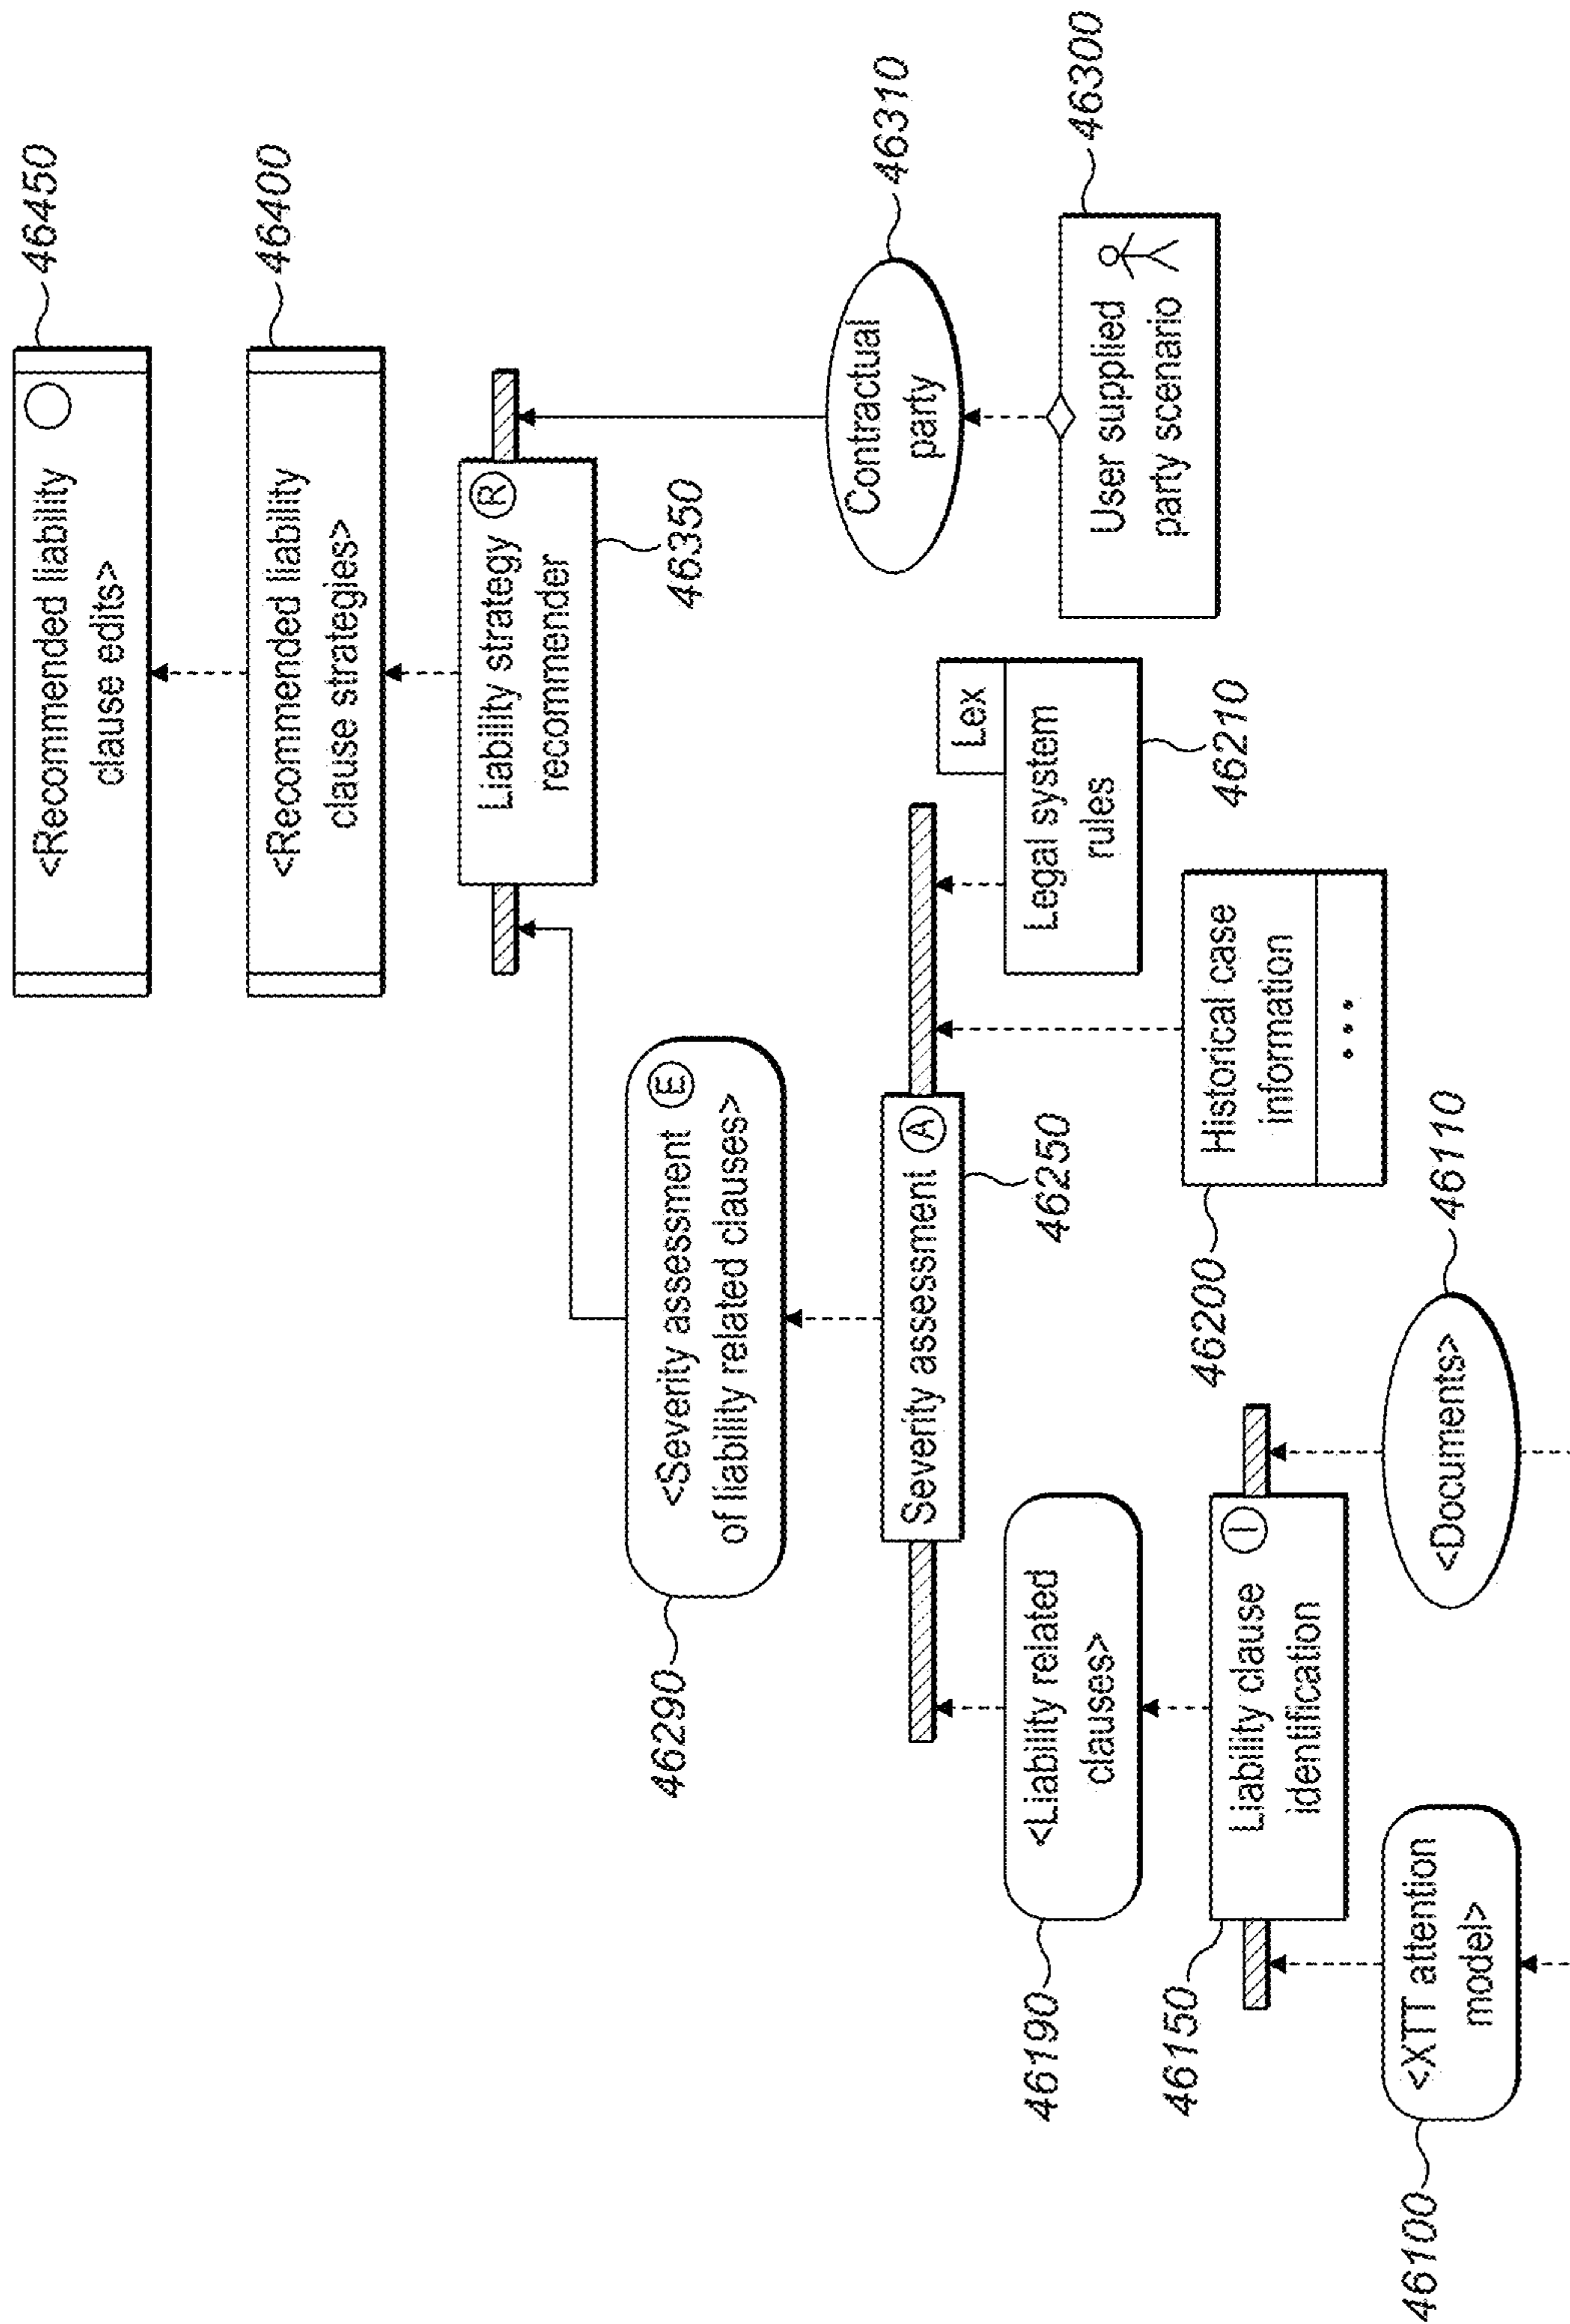 <Recommended liability
clause edits>
46450
<Recommended liability
clause strategies>
46400
Liability strategy
recommender
R
46350
<Severity assessment
of liability related clauses>
E
46290
Contractual
party
46310
Severity assessment
A
46250
Lex
Legal system
rules
46210
User supplied
party scenario
46300
<Liability related
clauses>
46190
Historical case
information
...
46200
Liability clause
identification
I
46150
<XTT attention
model>
46100
<Documents>
46110